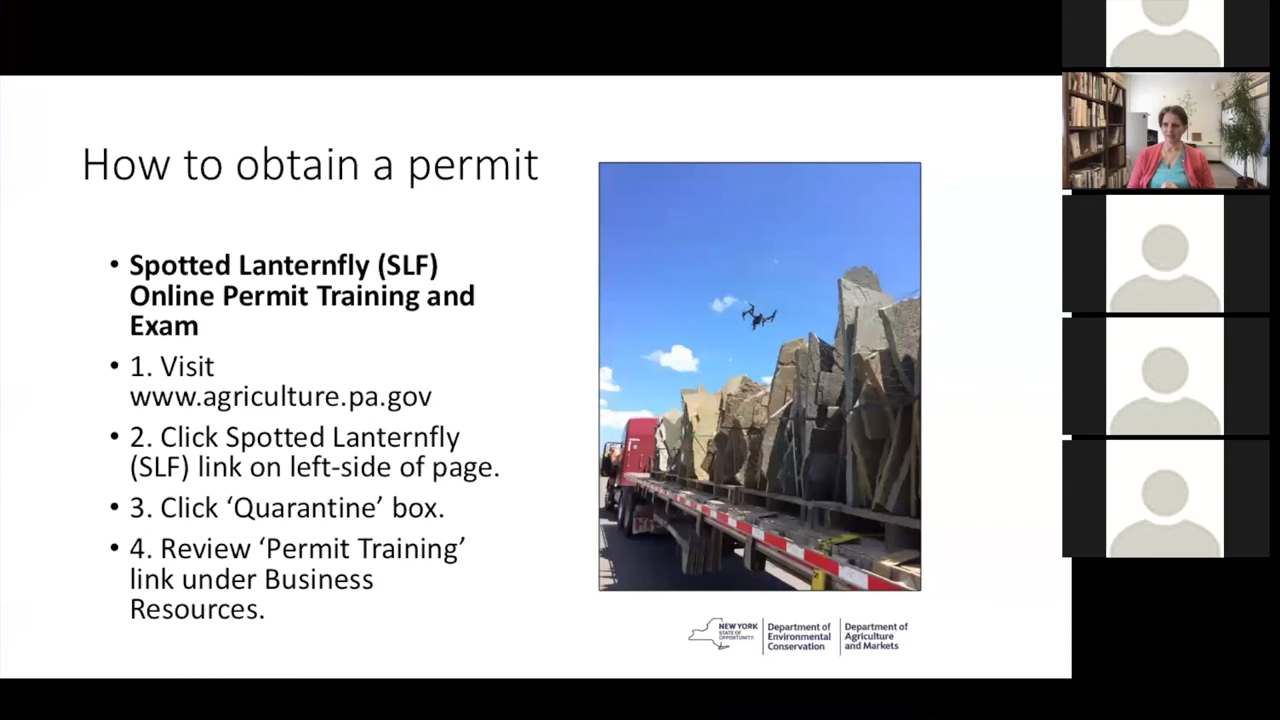 How to obtain a permit
• Spotted Lanternfly (SLF)
Online Permit Training and
Exam
• 1. Visit
www.agriculture.pa.gov
• 2. Click Spotted Lanternfly
(SLF) link on left-side of page.
• 3. Click ‘Quarantine’ box.
• 4. Review ‘Permit Training’
link under Business
Resources.
NEW YORK
STATE OF
OPPORTUNITY.
Department of
Environmental
Conservation
Department of
Agriculture
and Markets